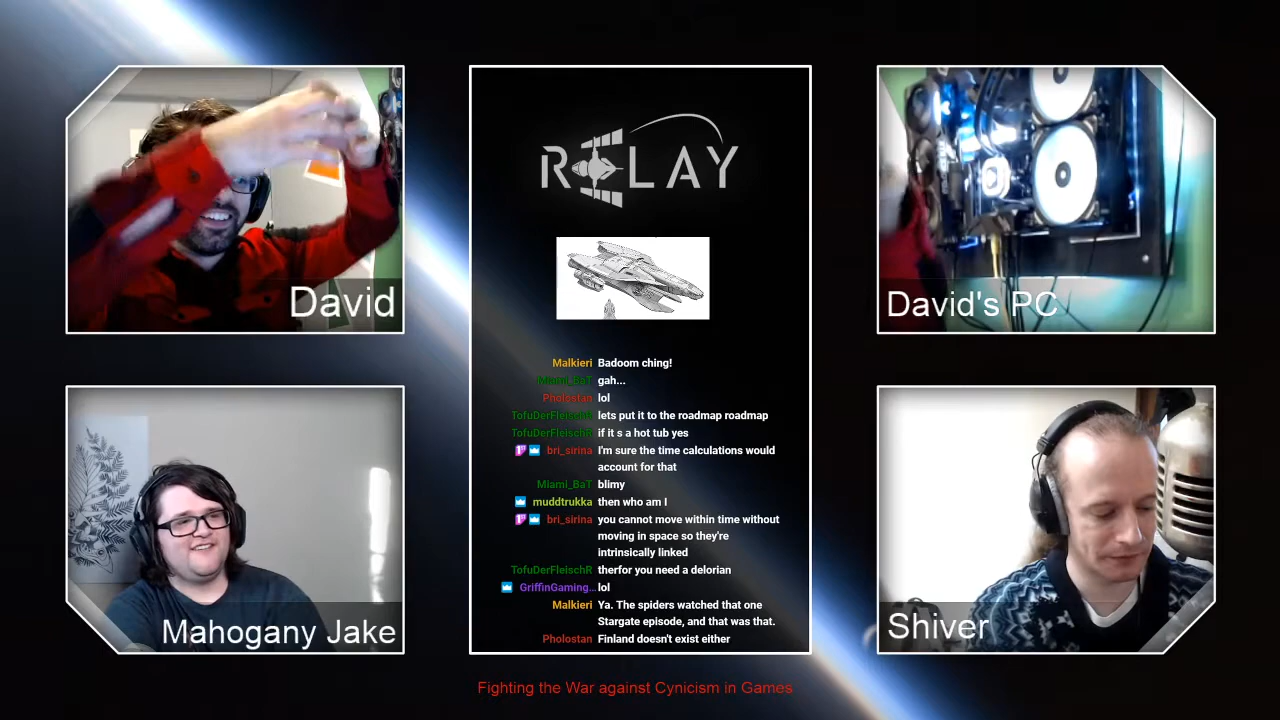 RELAY
David
David's PC
Malkieri Badoom ching!
Miami_BaT gah...
Pholostan lol
TofuDerFleischR lets put it to the roadmap roadmap
TofuDerFleischR if it s a hot tub yes
bri_sirina I'm sure the time calculations would
account for that
Miami_BaT blimy
muddtrukka then who am I
bri_sirina you cannot move within time without
moving in space so they're
intrinsically linked
TofuDerFleischR therfor you need a delorian
GriffinGaming... lol
Malkieri Ya. The spiders watched that one
Stargate episode, and that was that.
Pholostan Finland doesn't exist either
Mahogany Jake
Shiver
Fighting the War against Cynicism in Games